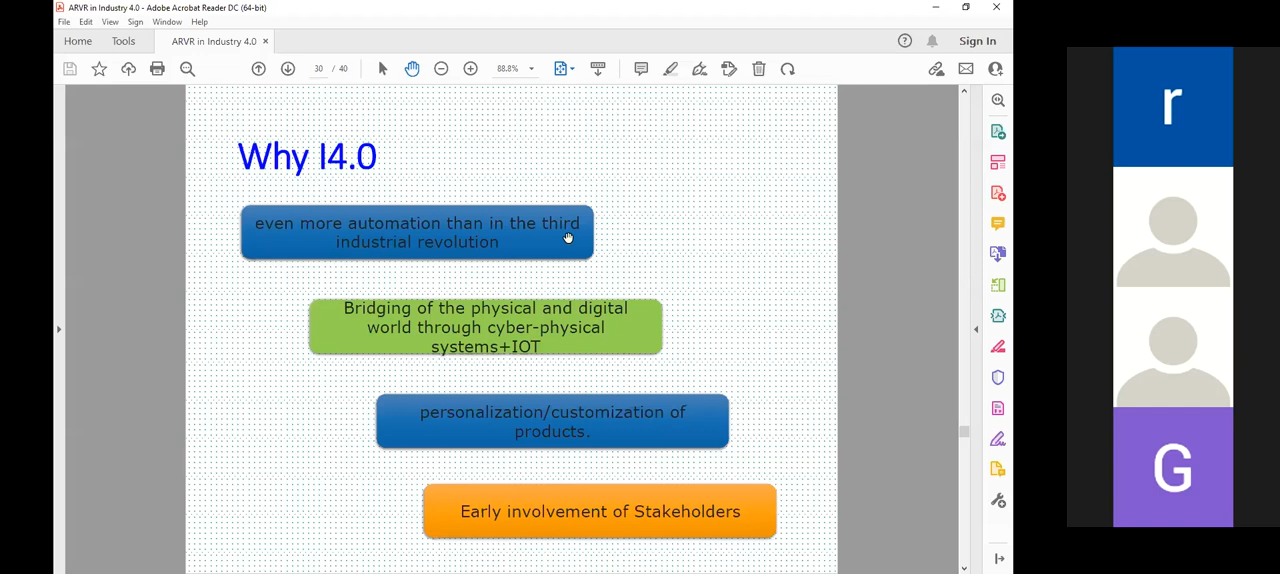 ARVR in Industry 4.0 - Adobe Acrobat Reader DC (64-bit)
File Edit View Sign Window Help
Home Tools ARVR in Industry 4.0 × Sign In
30 / 40 88.8%
Why I4.0
even more automation than in the third
industrial revolution
Bridging of the physical and digital
world through cyber-physical
systems+IOT
personalization/customization of
products.
Early involvement of Stakeholders
r
G